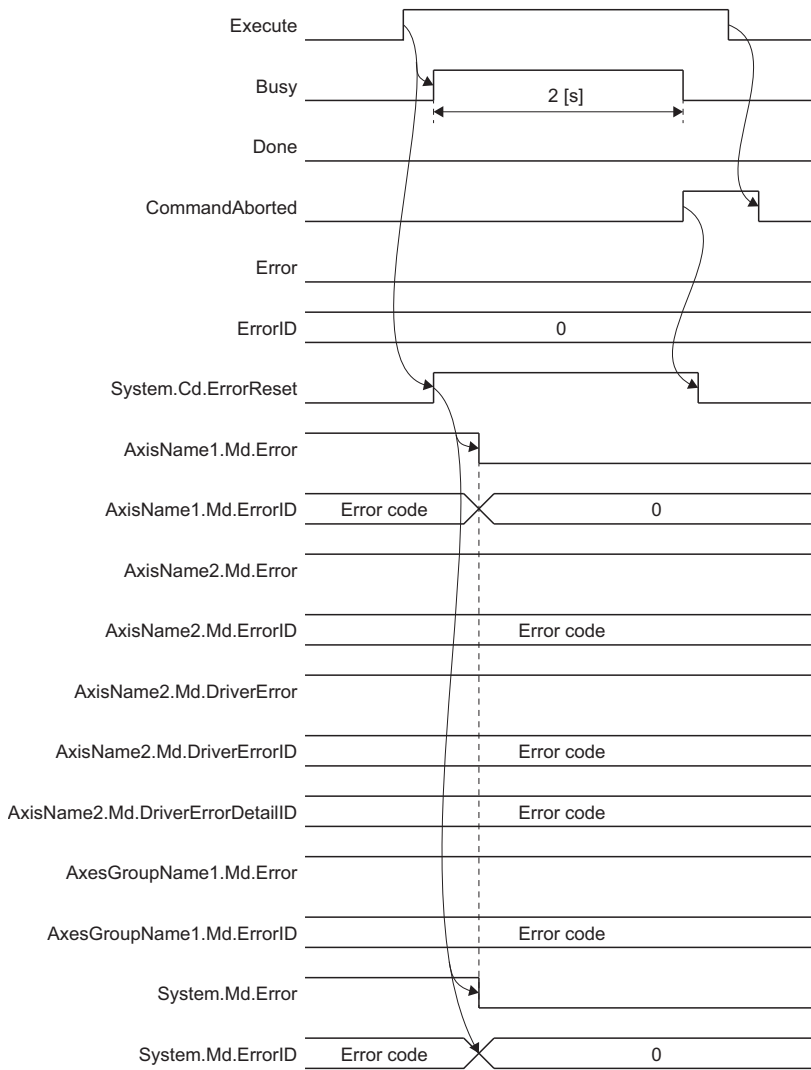 Execute
Busy
2 [s]
Done
CommandAborted
Error
ErrorID
0
System.Cd.ErrorReset
AxisName1.Md.Error
AxisName1.Md.ErrorID
Error code
0
AxisName2.Md.Error
AxisName2.Md.ErrorID
Error code
AxisName2.Md.DriverError
AxisName2.Md.DriverErrorID
Error code
AxisName2.Md.DriverErrorDetailID
Error code
AxesGroupName1.Md.Error
AxesGroupName1.Md.ErrorID
Error code
System.Md.Error
System.Md.ErrorID
Error code
0